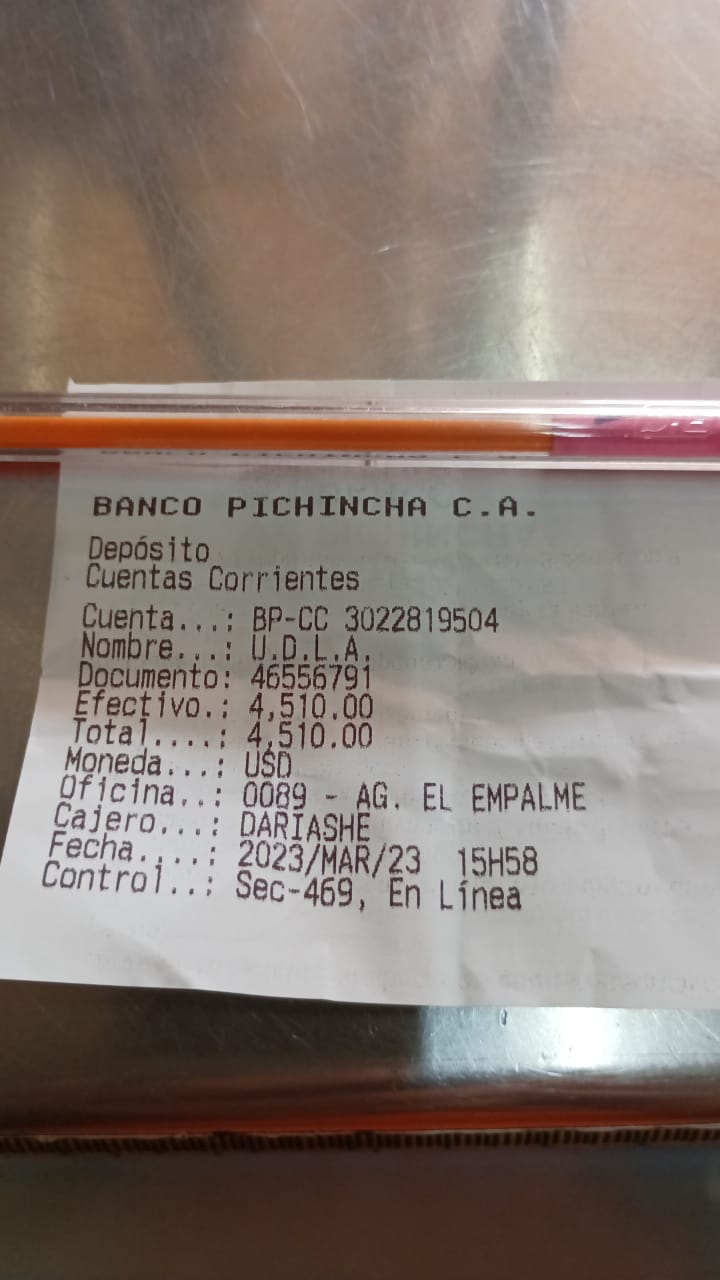 BANCO PICHINCHA C.A.
Depósito
Cuentas Corrientes
Cuenta...: BP-CC 3022819504
Nombre...: U.D.L.A.
Documento: 46556791
Efectivo.: 4,510.00
Total....: 4,510.00
Moneda...: USD
Oficina..: 0089 - AG. EL EMPALME
Cajero...: DARIASHE
Fecha....: 2023/MAR/23 15H58
Control..: Sec-469, En Línea